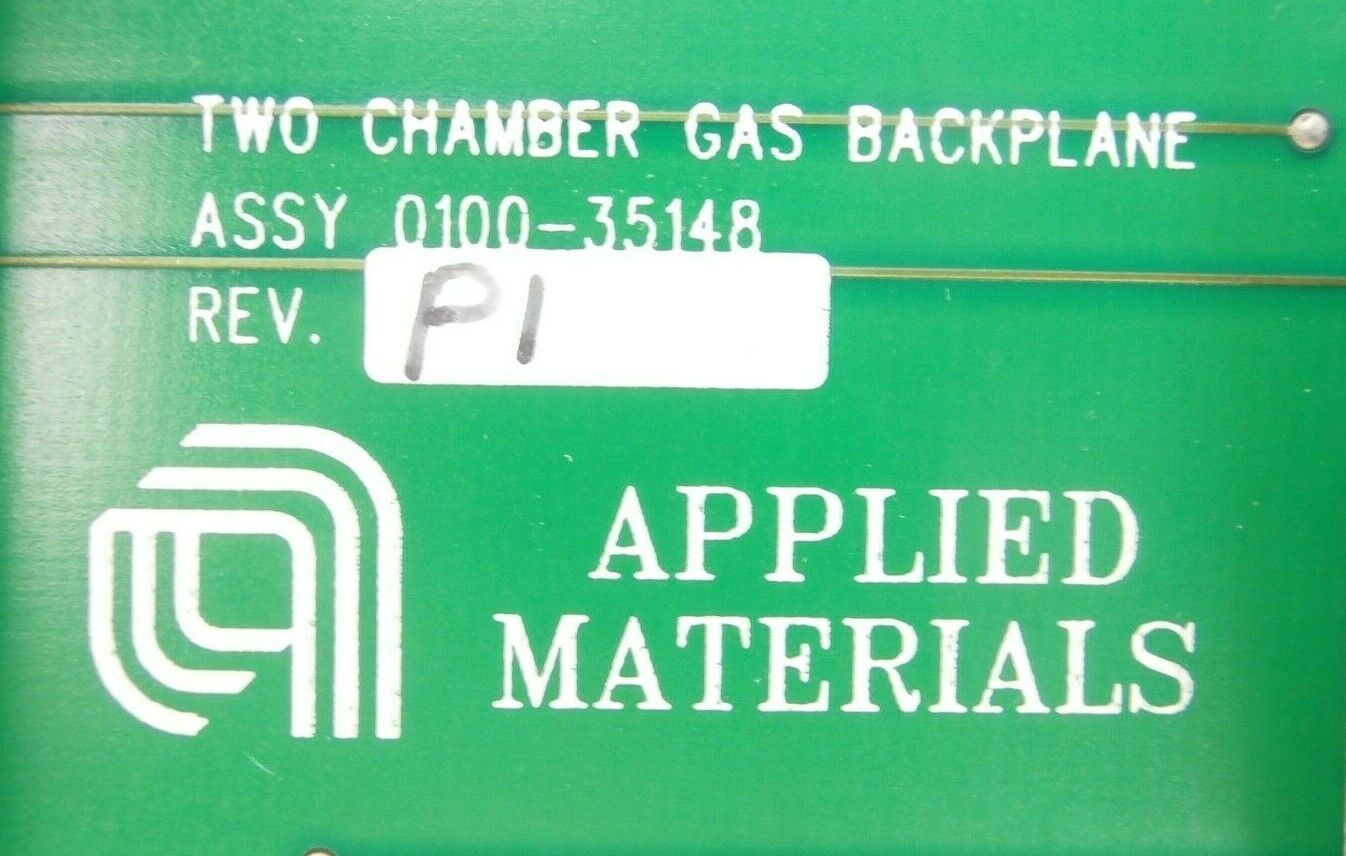 TWO CHAMBER GAS BACKPLANE
ASSY 0100-35148
REV. P1
APPLIED
MATERIALS